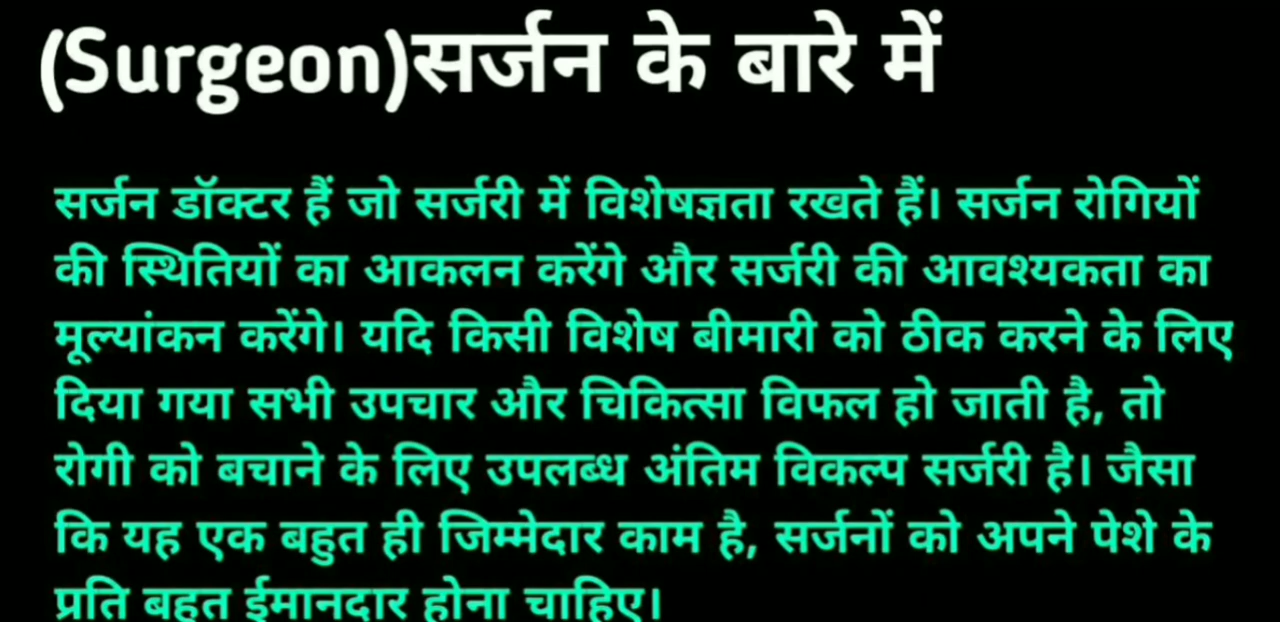 (Surgeon)सर्जन के बारे में
सर्जन डॉक्टर हैं जो सर्जरी में विशेषज्ञता रखते हैं। सर्जन रोगियों
की स्थितियों का आकलन करेंगे और सर्जरी की आवश्यकता का
मूल्यांकन करेंगे। यदि किसी विशेष बीमारी को ठीक करने के लिए
दिया गया सभी उपचार और चिकित्सा विफल हो जाती है, तो
रोगी को बचाने के लिए उपलब्ध अंतिम विकल्प सर्जरी है। जैसा
कि यह एक बहुत ही जिम्मेदार काम है, सर्जनों को अपने पेशे के
प्रति बहुत ईमानदार होना चाहिए।